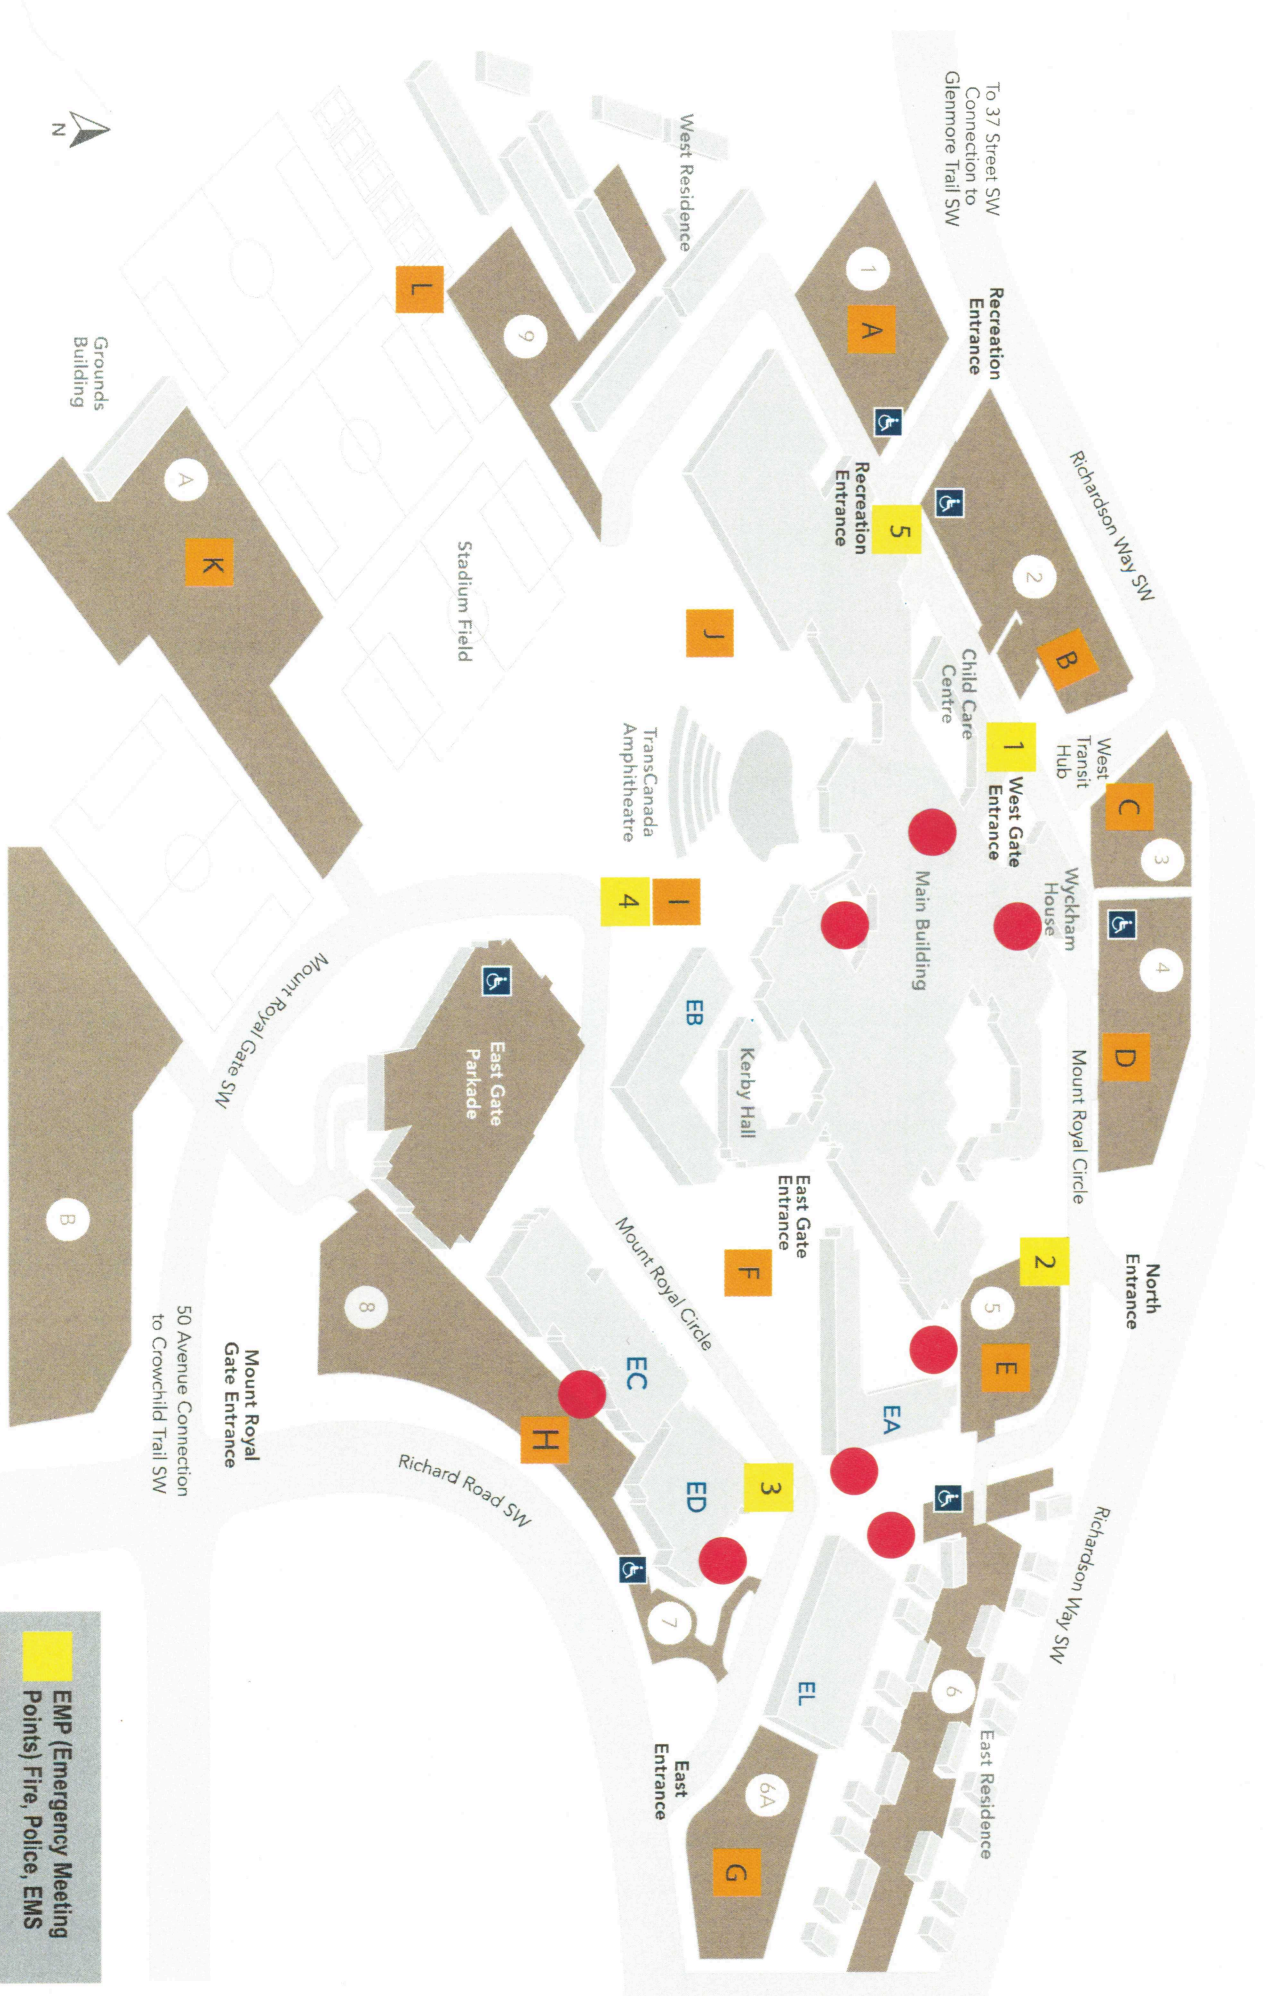 To 37 Street SW
Connection to
Glenmore Trail SW
Recreation
Entrance
Richardson Way SW
West Residence
1
A
Recreation
Entrance
5
2
B
Child Care
Centre
1
West Gate
Entrance
West
Transit
Hub
C
3
Wyckham
House
4
D
Main Building
Mount Royal Circle
North
Entrance
2
5
E
Richardson Way SW
L
9
N
Grounds
Building
A
K
Stadium Field
J
TransCanada
Amphitheatre
4
I
EB
Kerby Hall
East Gate
Entrance
F
EA
Mount Royal Circle
East Gate
Parkade
Mount Royal Gate SW
B
8
EC
H
ED
3
7
EL
6
East Residence
6A
G
East
Entrance
Richard Road SW
Mount Royal
Gate Entrance
50 Avenue Connection
to Crowchild Trail SW
EMP (Emergency Meeting
Points) Fire, Police, EMS